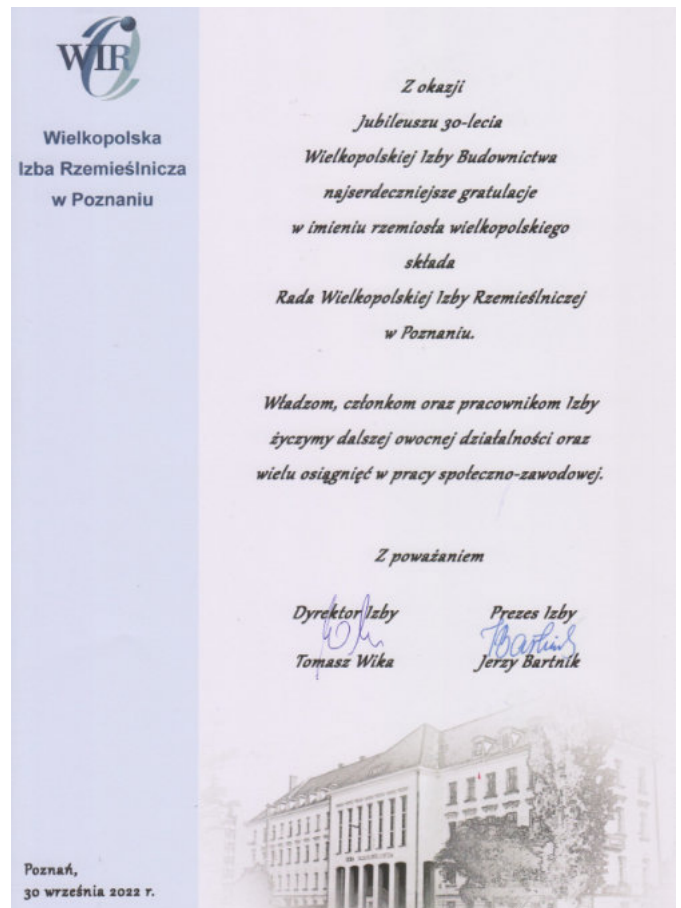 WIR
Wielkopolska
Izba Rzemieślnicza
w Poznaniu
Z okazji
Jubileuszu 30-lecia
Wielkopolskiej Izby Budownictwa
najserdeczniejsze gratulacje
w imieniu rzemiosła wielkopolskiego
składa
Rada Wielkopolskiej Izby Rzemieślniczej
w Poznaniu.
Władzom, członkom oraz pracownikom Izby
życzymy dalszej owocnej działalności oraz
wielu osiągnięć w pracy społeczno-zawodowej.
Z poważaniem
Dyrektor Izby Prezes Izby
Tomasz Wika Jerzy Bartnik
Poznań,
30 września 2022 r.